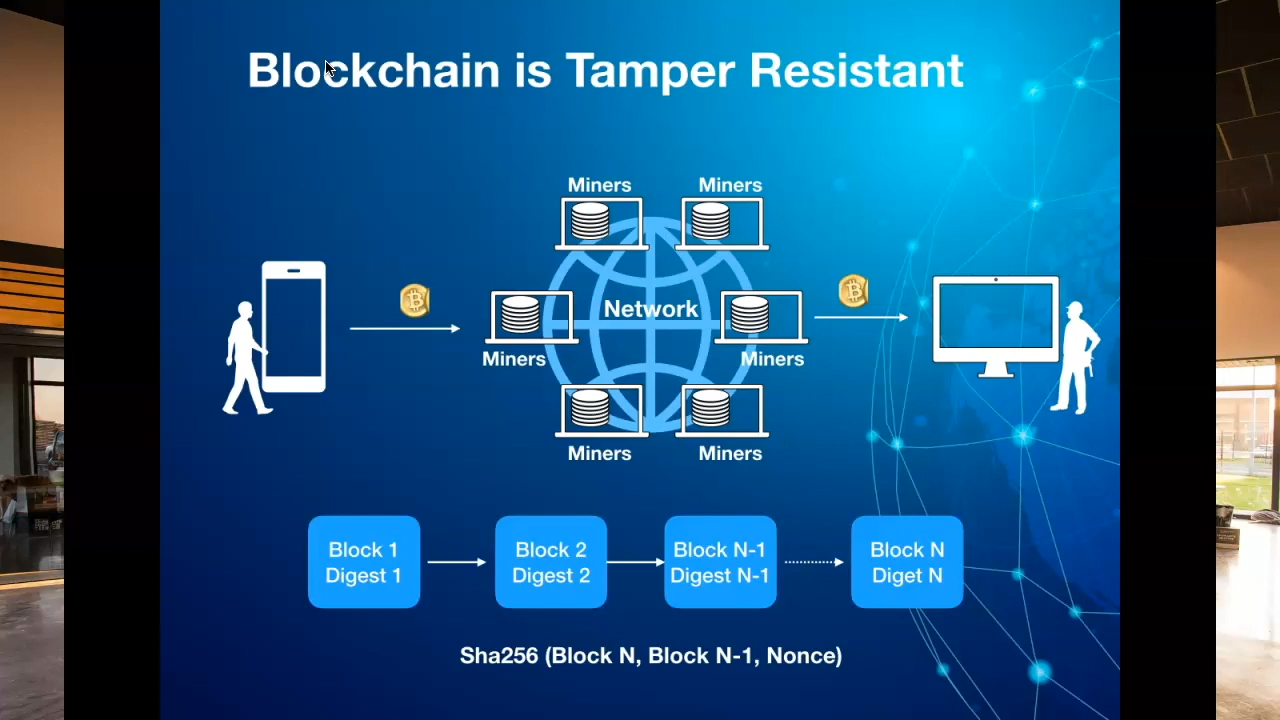 Blockchain is Tamper Resistant
Miners
Miners
Network
Miners
Miners
Miners
Miners
Block 1
Digest 1
Block 2
Digest 2
Block N-1
Digest N-1
Block N
Diget N
Sha256 (Block N, Block N-1, Nonce)